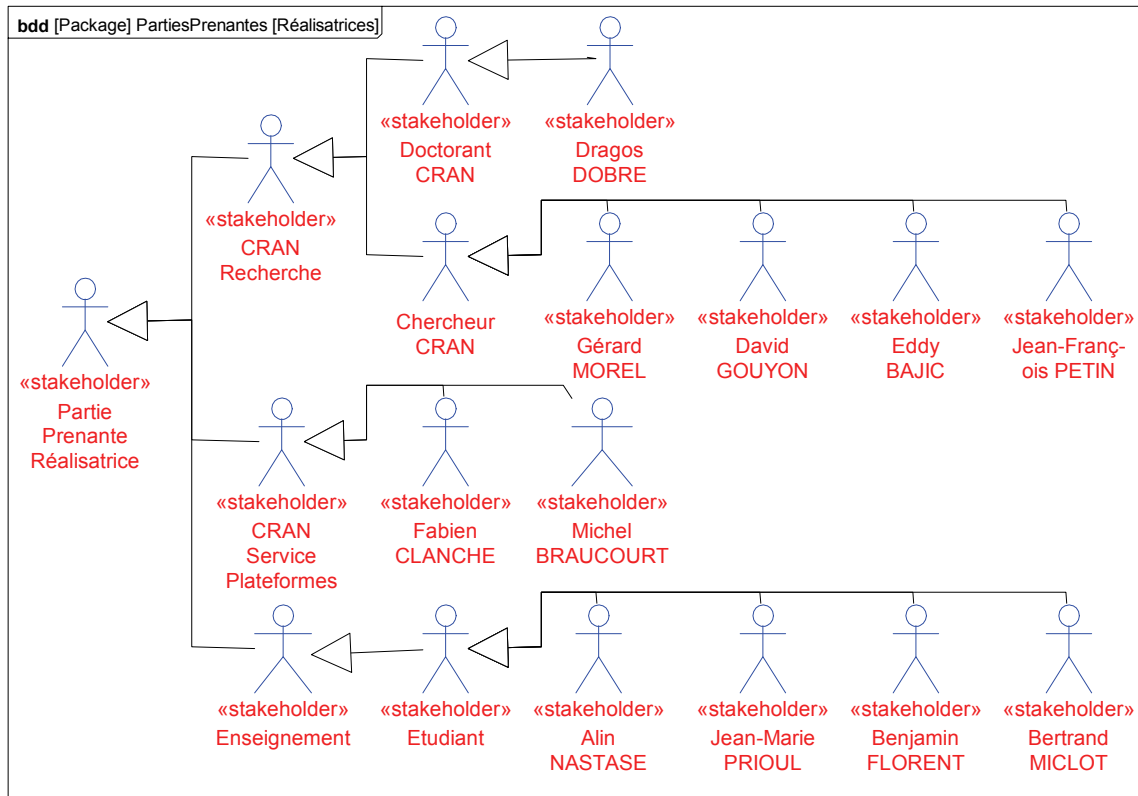 bdd [Package] PartiesPrenantes [Réalisatrices]
«stakeholder»
Doctorant
CRAN
«stakeholder»
Dragos
DOBRE
«stakeholder»
CRAN
Recherche
Chercheur
CRAN
«stakeholder»
Gérard
MOREL
«stakeholder»
David
GOUYON
«stakeholder»
Eddy
BAJIC
«stakeholder»
Jean-Franç-
ois PETIN
«stakeholder»
Partie
Prenante
Réalisatrice
«stakeholder»
CRAN
Service
Plateformes
«stakeholder»
Fabien
CLANCHE
«stakeholder»
Michel
BRAUCOURT
«stakeholder»
Enseignement
«stakeholder»
Etudiant
«stakeholder»
Alin
NASTASE
«stakeholder»
Jean-Marie
PRIOUL
«stakeholder»
Benjamin
FLORENT
«stakeholder»
Bertrand
MICLOT